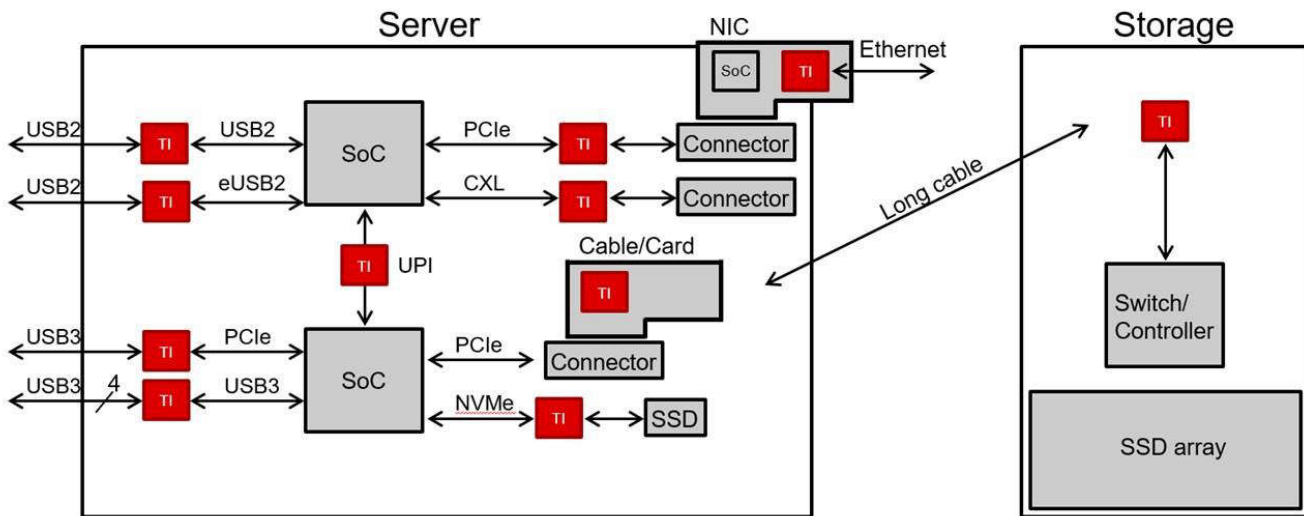 Server
Storage
NIC
SoC
TI
Ethernet
USB2
TI
USB2
SoC
PCIe
TI
Connector
USB2
TI
eUSB2
CXL
TI
Connector
TI
UPI
Cable/Card
TI
Long cable
TI
Switch/
Controller
USB3
TI
PCIe
SoC
PCIe
Connector
USB3
4
TI
USB3
NVMe
TI
SSD
SSD array